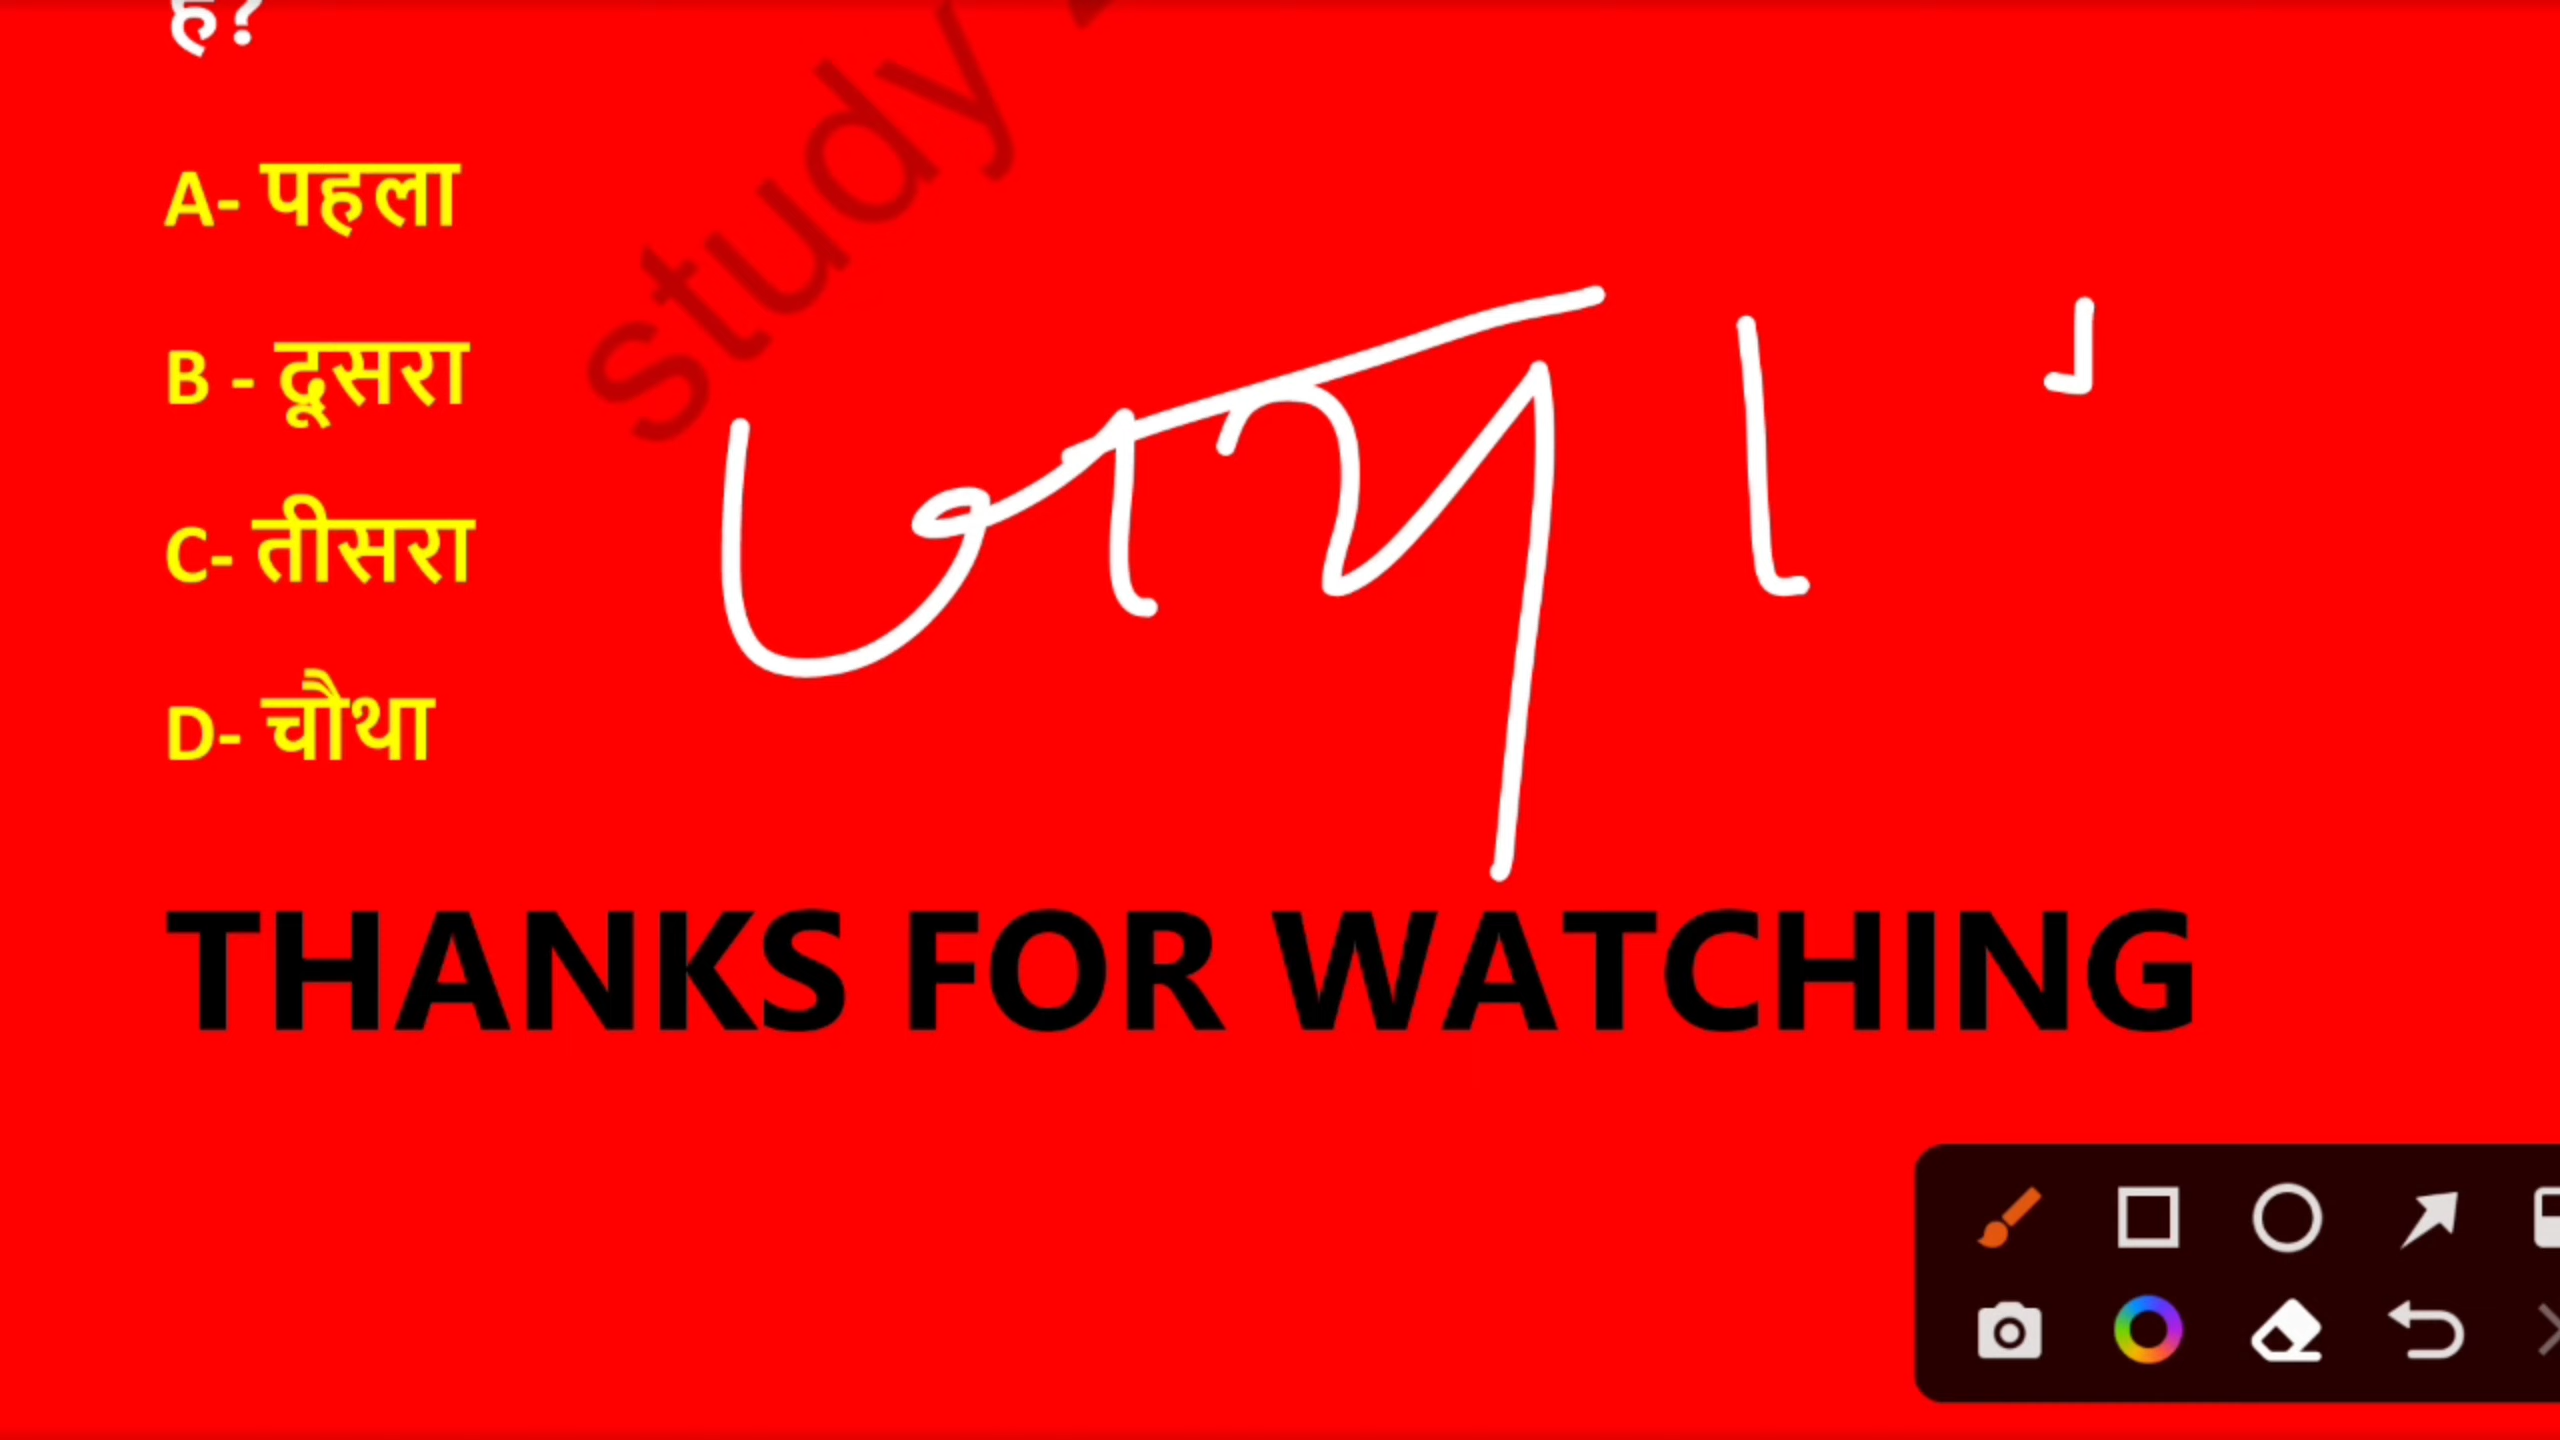 है?
study
A- पहला
B - दूसरा
C- तीसरा
D- चौथा
THANKS FOR WATCHING